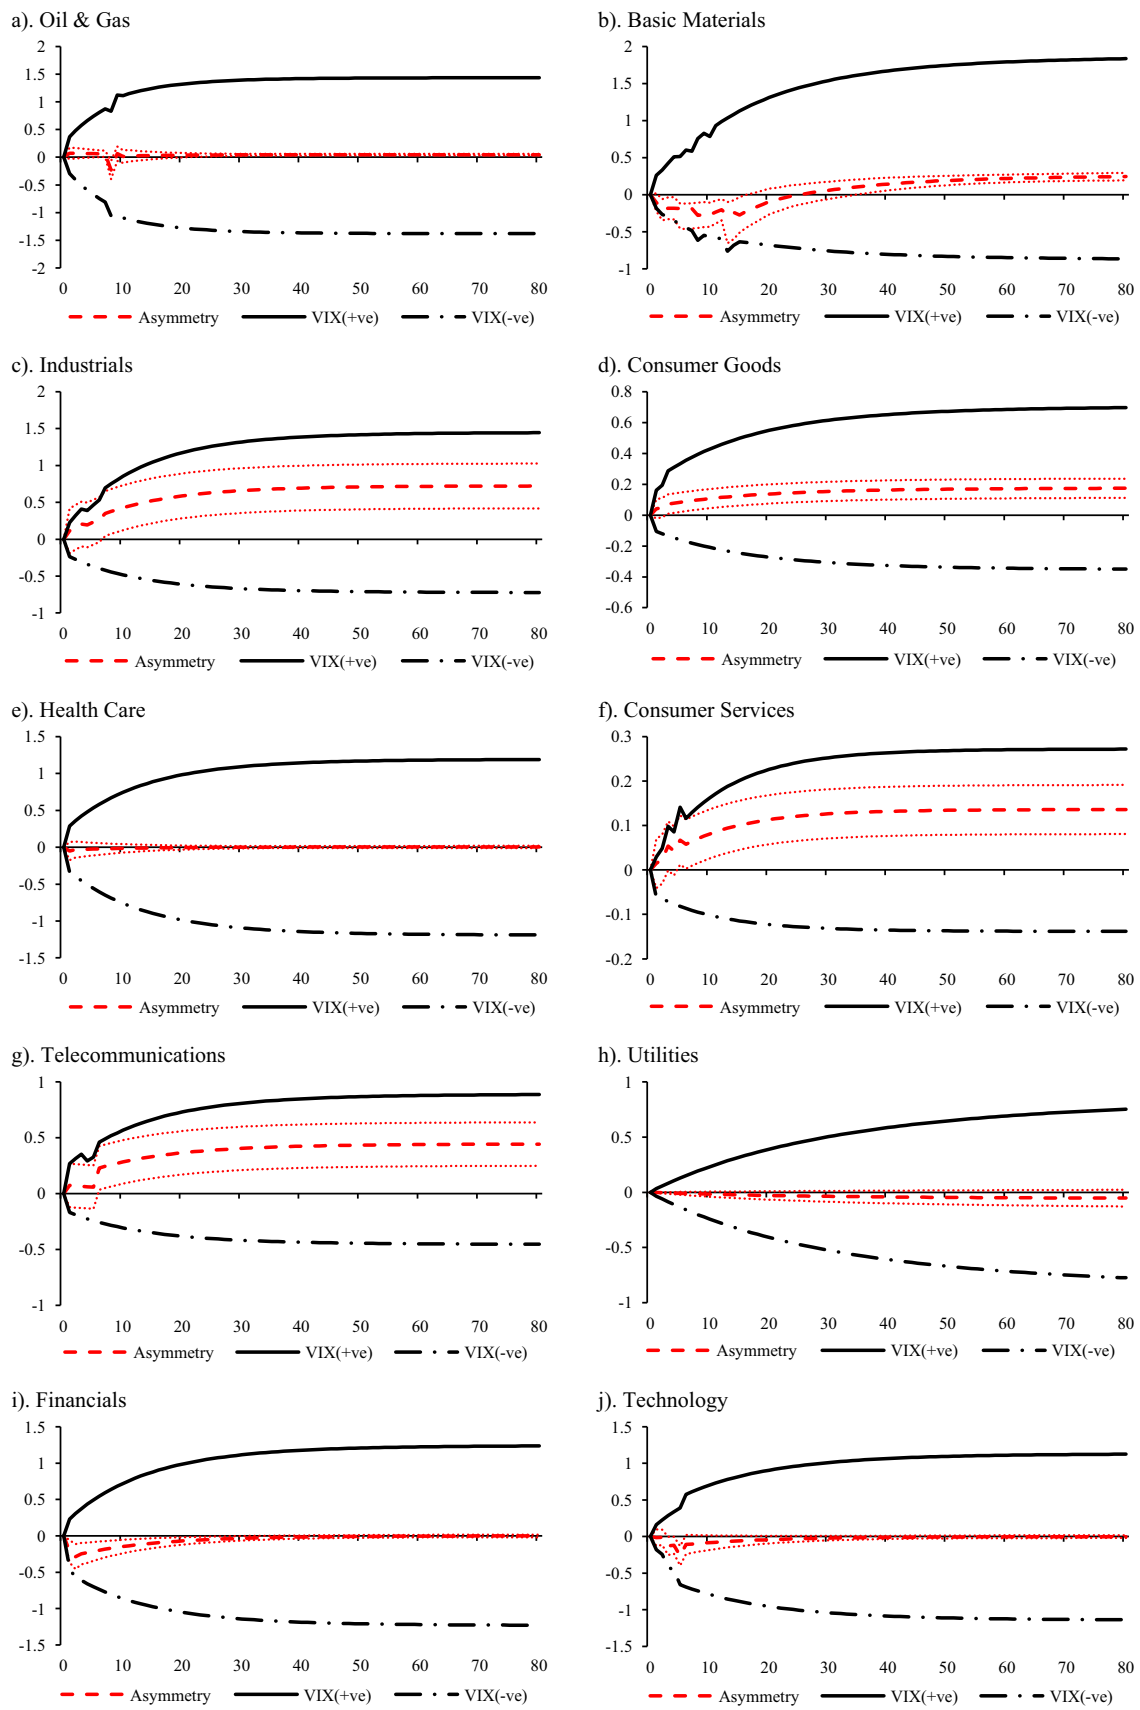 a). Oil & Gas
2
1.5
1
0.5
0
-0.5
-1
-1.5
-2
0 10 20 30 40 50 60 70 80
Asymmetry VIX(+ve) VIX(-ve)
b). Basic Materials
2
1.5
1
0.5
0
-0.5
-1
0 10 20 30 40 50 60 70 80
Asymmetry VIX(+ve) VIX(-ve)
c). Industrials
2
1.5
1
0.5
0
-0.5
-1
0 10 20 30 40 50 60 70 80
Asymmetry VIX(+ve) VIX(-ve)
d). Consumer Goods
0.8
0.6
0.4
0.2
0
-0.2
-0.4
-0.6
0 10 20 30 40 50 60 70 80
Asymmetry VIX(+ve) VIX(-ve)
e). Health Care
1.5
1
0.5
0
-0.5
-1
-1.5
0 10 20 30 40 50 60 70 80
Asymmetry VIX(+ve) VIX(-ve)
f). Consumer Services
0.3
0.2
0.1
0
-0.1
-0.2
0 10 20 30 40 50 60 70 80
Asymmetry VIX(+ve) VIX(-ve)
g). Telecommunications
1
0.5
0
-0.5
-1
0 10 20 30 40 50 60 70 80
Asymmetry VIX(+ve) VIX(-ve)
h). Utilities
1
0.5
0
-0.5
-1
0 10 20 30 40 50 60 70 80
Asymmetry VIX(+ve) VIX(-ve)
i). Financials
1.5
1
0.5
0
-0.5
-1
-1.5
0 10 20 30 40 50 60 70 80
Asymmetry VIX(+ve) VIX(-ve)
j). Technology
1.5
1
0.5
0
-0.5
-1
-1.5
0 10 20 30 40 50 60 70 80
Asymmetry VIX(+ve) VIX(-ve)